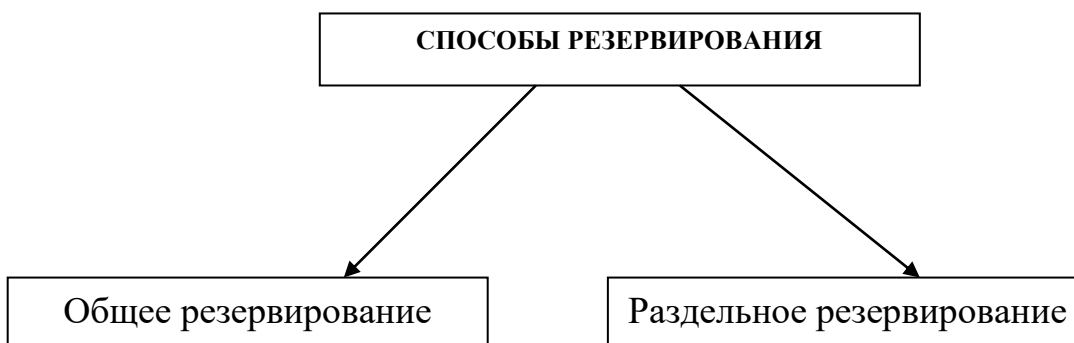 СПОСОБЫ РЕЗЕРВИРОВАНИЯ
Общее резервирование
Раздельное резервирование